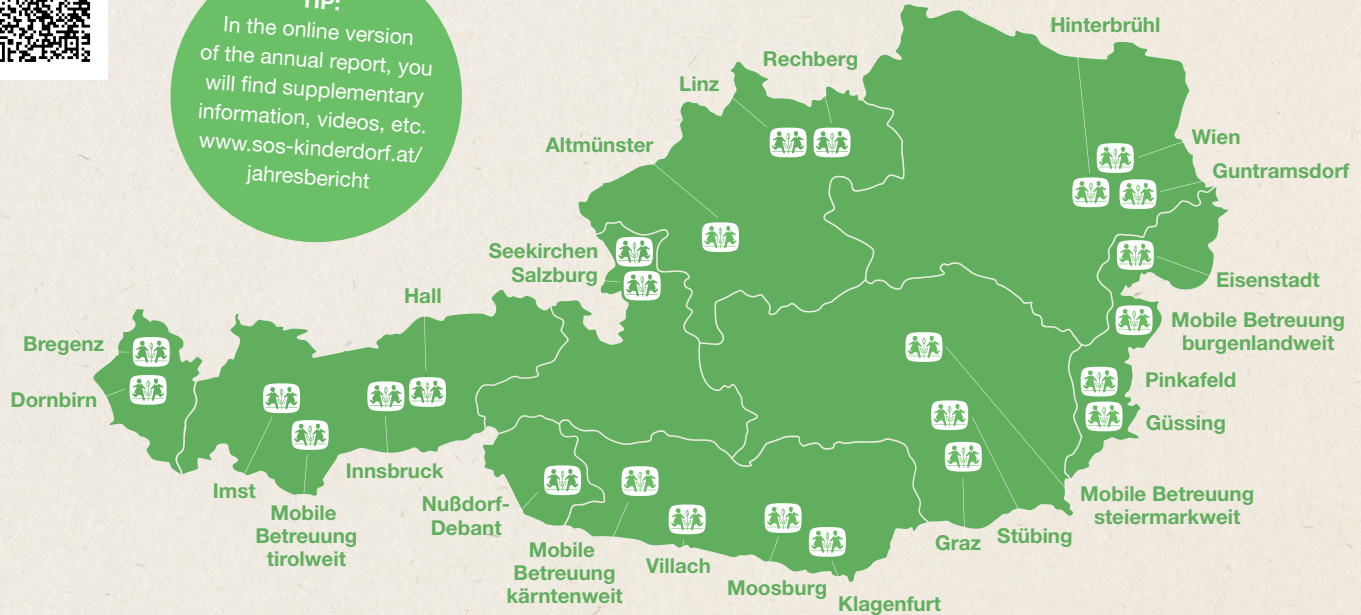 TIP!
In the online version
of the annual report, you
will find supplementary
information, videos, etc.
www.sos-kinderdorf.at/
jahresbericht
Hinterbrühl
Rechberg
Linz
Altmünster
Wien
Guntramsdorf
Seekirchen
Salzburg
Eisenstadt
Hall
Mobile Betreuung
burgenlandweit
Bregenz
Dornbirn
Pinkafeld
Güssing
Innsbruck
Imst
Mobile
Betreuung
tirolweit
Nußdorf-
Debant
Mobile
Betreuung
kärntenweit
Villach
Moosburg
Klagenfurt
Graz
Stübing
Mobile Betreuung
steiermarkweit